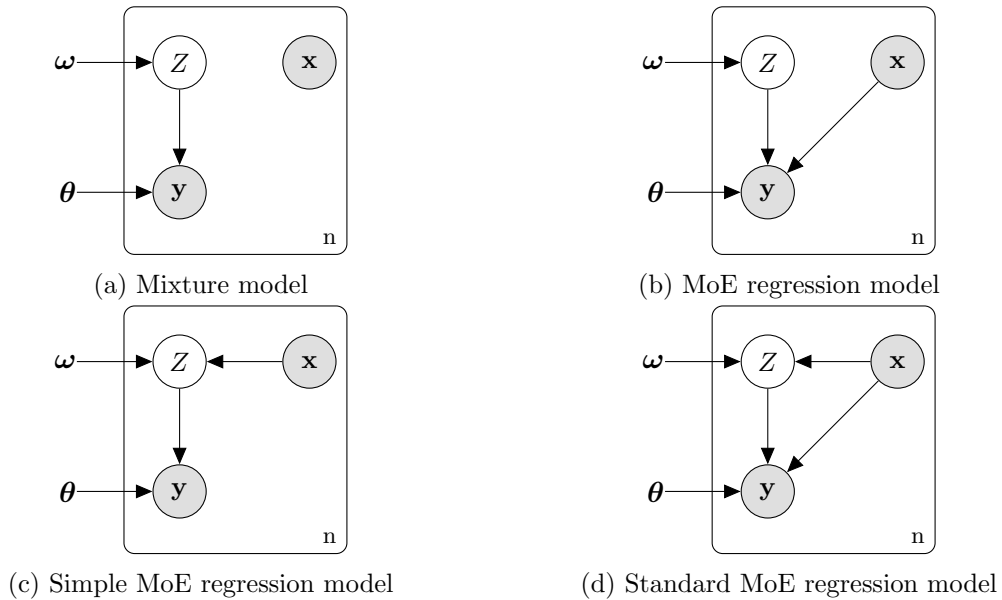 ω Z x
θ y
n
(a) Mixture model
ω Z x
θ y
n
(b) MoE regression model
ω Z x
θ y
n
(c) Simple MoE regression model
ω Z x
θ y
n
(d) Standard MoE regression model